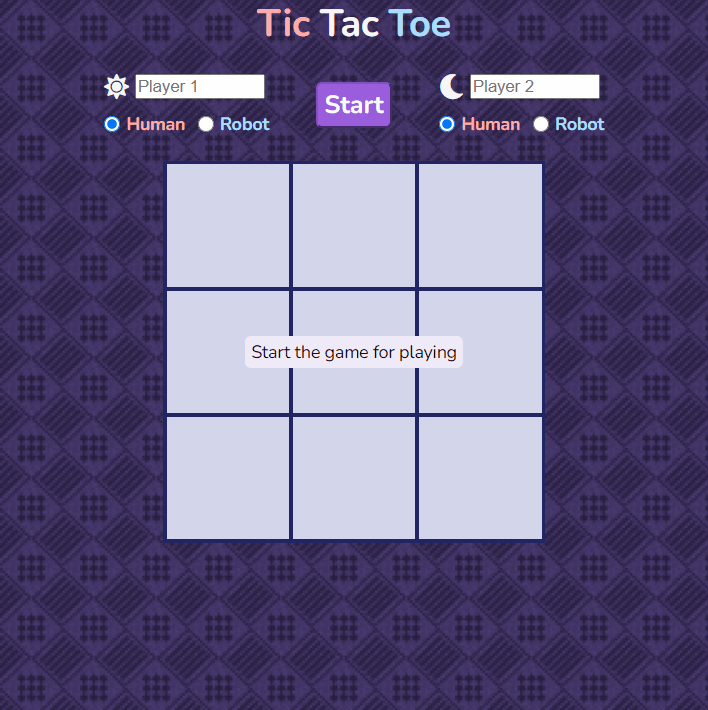 Tic Tac Toe
Player 1
Start
Player 2
Human Robot
Human Robot
Start the game for playing